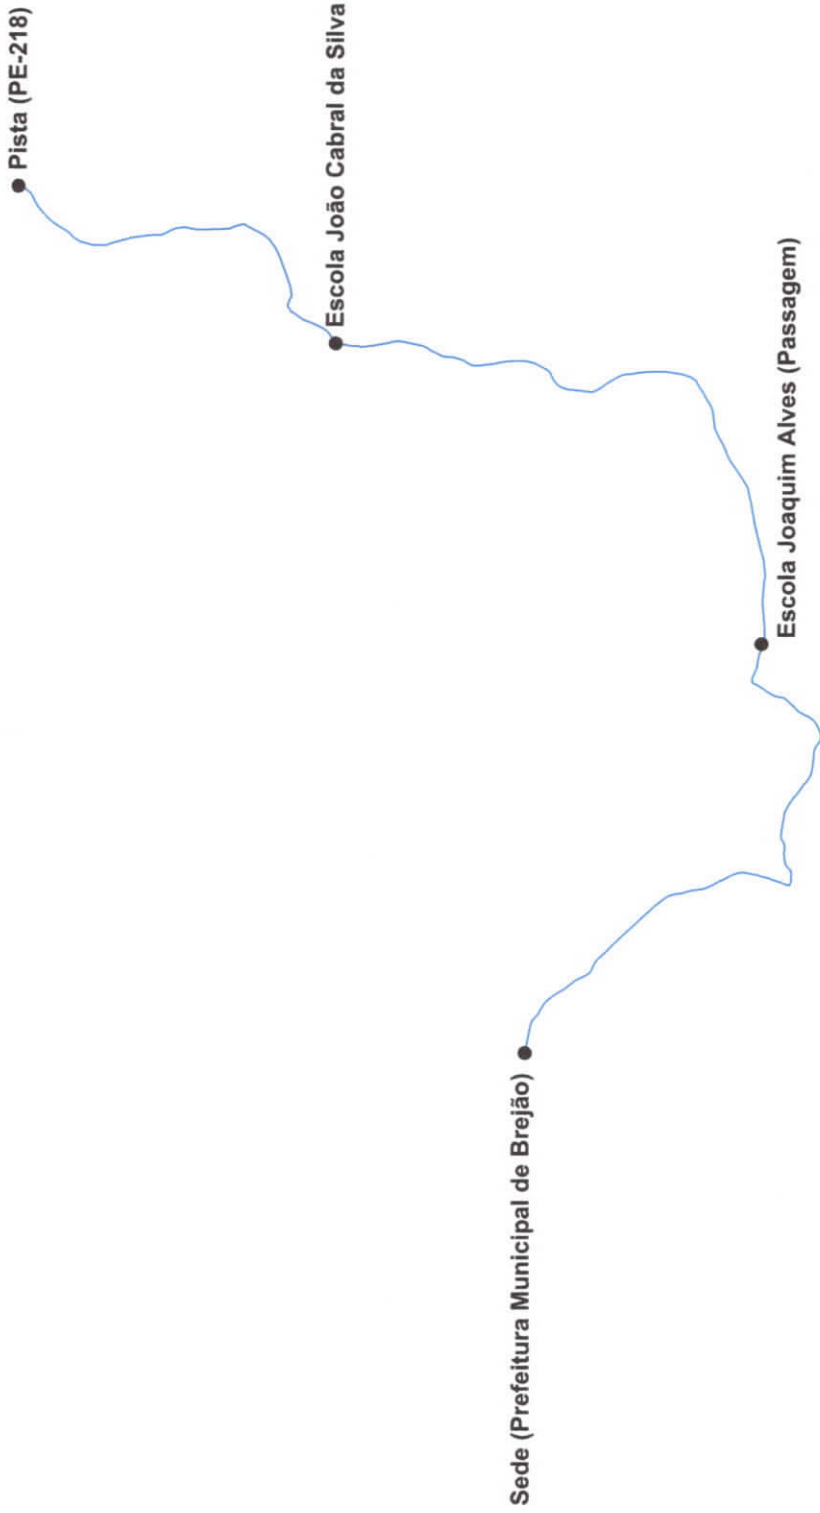 Pista (PE-218)
Escola João Cabral da Silva
Sede (Prefeitura Municipal de Brejão)
Escola Joaquim Alves (Passagem)